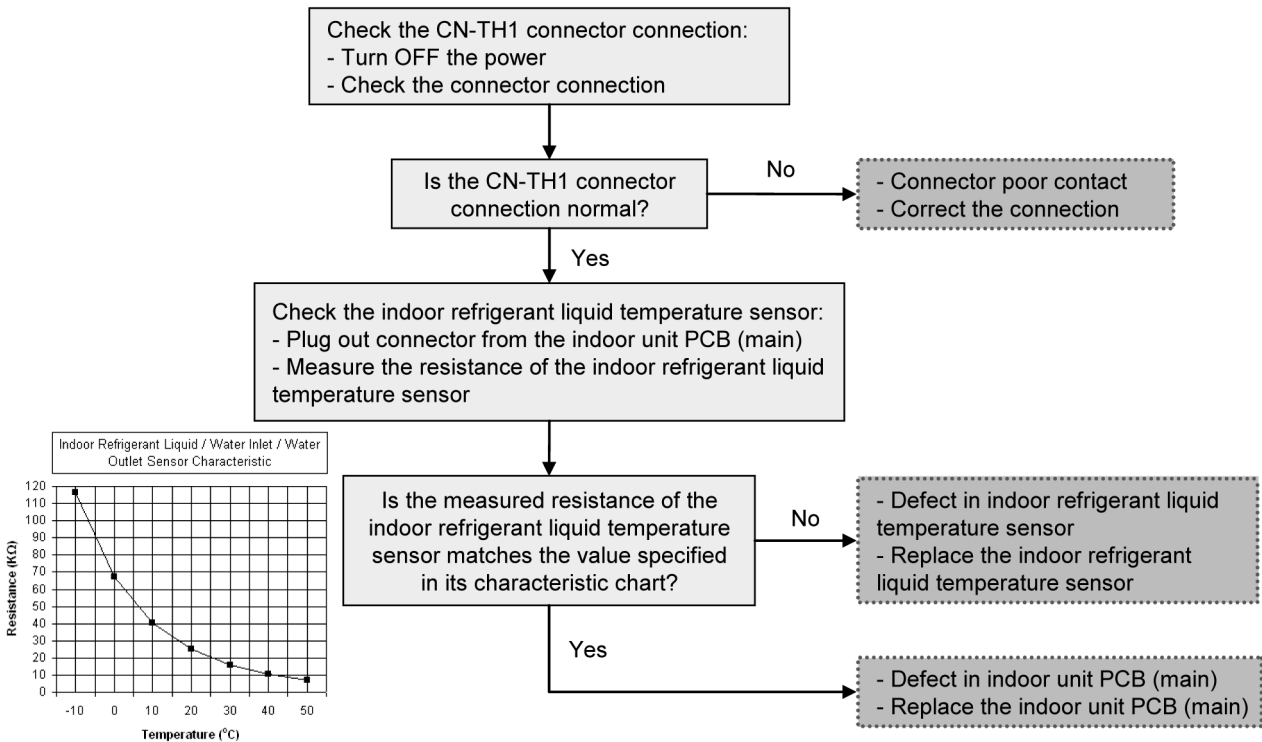 Check the CN-TH1 connector connection:
- Turn OFF the power
- Check the connector connection
Is the CN-TH1 connector
connection normal?
No
- Connector poor contact
- Correct the connection
Yes
Check the indoor refrigerant liquid temperature sensor:
- Plug out connector from the indoor unit PCB (main)
- Measure the resistance of the indoor refrigerant liquid
temperature sensor
Indoor Refrigerant Liquid / Water Inlet / Water
Outlet Sensor Characteristic
Resistance (KΩ)
120
110
100
90
80
70
60
50
40
30
20
10
0
-10 0 10 20 30 40 50
Temperature (°C)
Is the measured resistance of the
indoor refrigerant liquid temperature
sensor matches the value specified
in its characteristic chart?
No
- Defect in indoor refrigerant liquid
temperature sensor
- Replace the indoor refrigerant
liquid temperature sensor
Yes
- Defect in indoor unit PCB (main)
- Replace the indoor unit PCB (main)